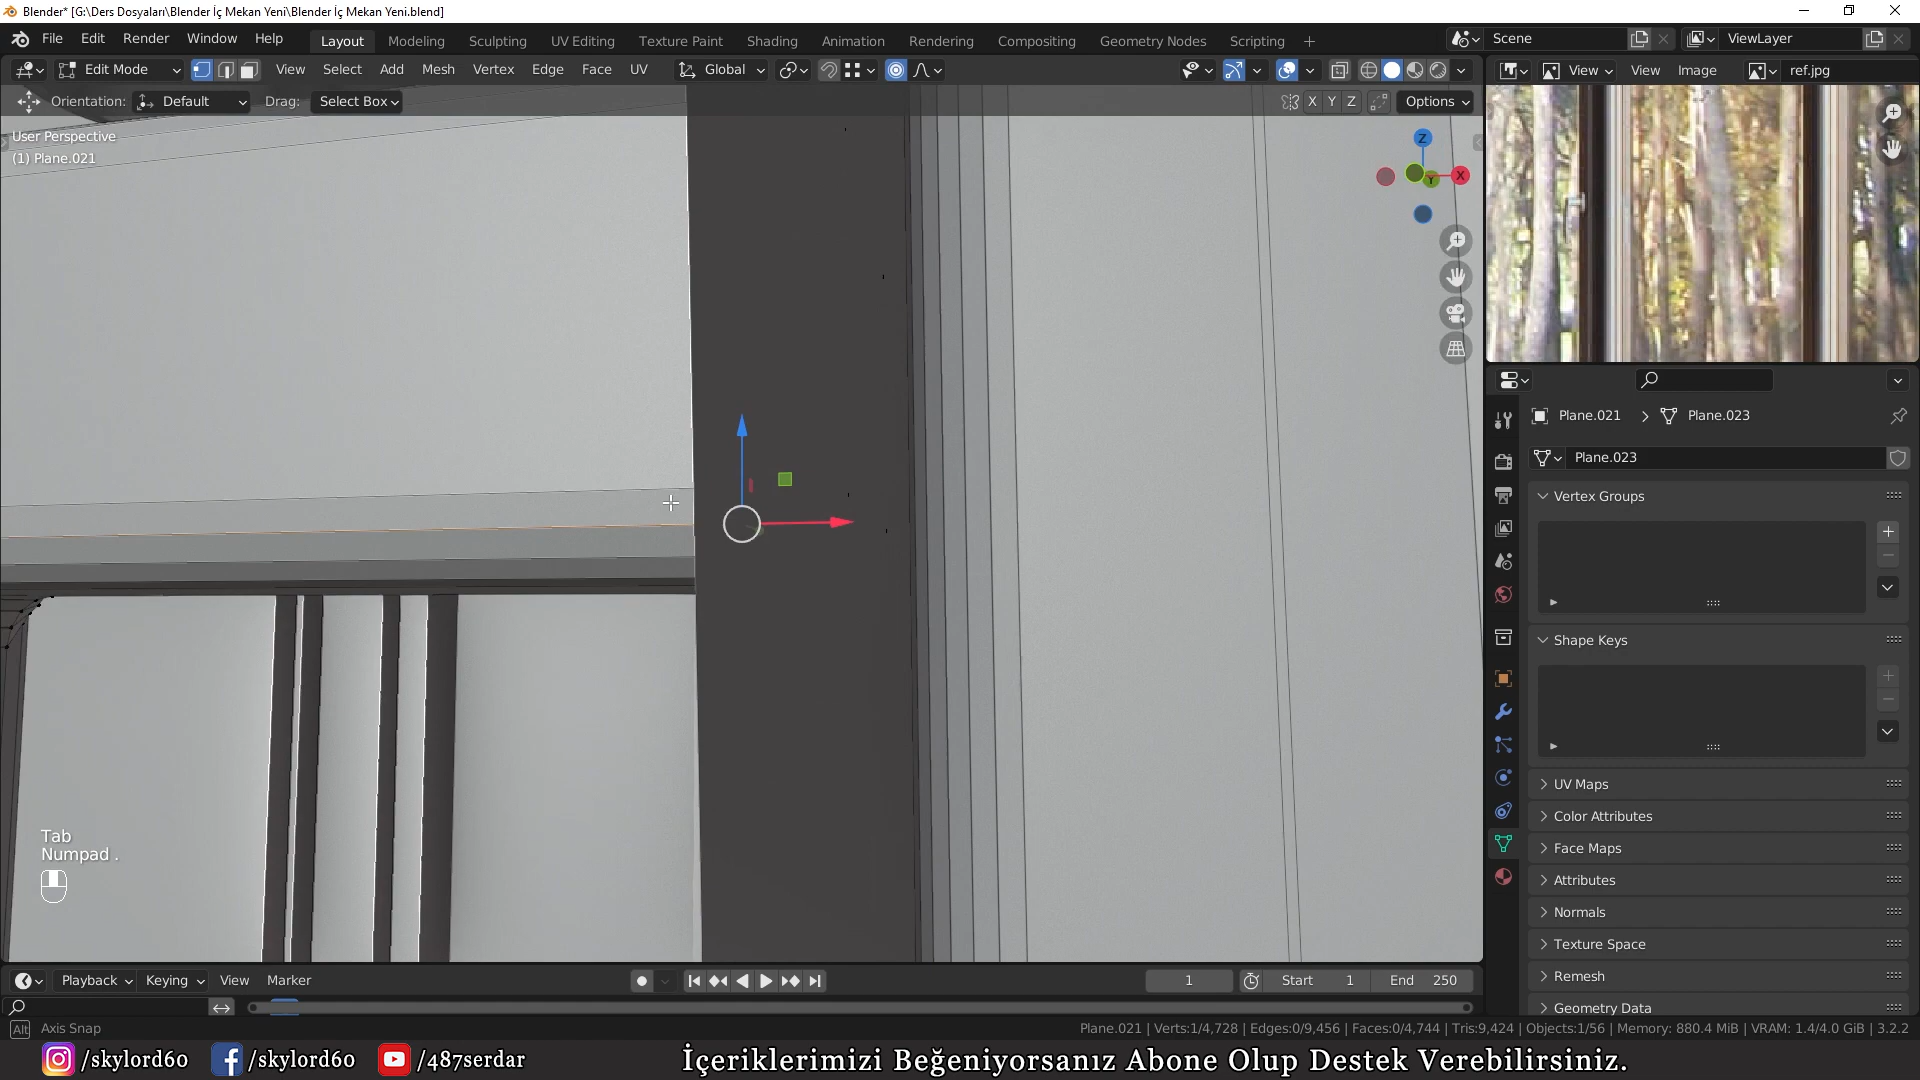 Blender* [G:\Ders Dosyaları\Blender İç Mekan Yeni\Blender İç Mekan Yeni.blend]
File Edit Render Window Help Layout Modeling Sculpting UV Editing Texture Paint Shading Animation Rendering Compositing Geometry Nodes Scripting + Scene ViewLayer
Edit Mode View Select Add Mesh Vertex Edge Face UV Global View View Image ref.jpg
Orientation: Default Drag: Select Box X Y Z Options
User Perspective
(1) Plane.021
Z
Y X
Plane.021 Plane.023
Plane.023
Vertex Groups
Shape Keys
UV Maps
Color Attributes
Face Maps
Attributes
Normals
Texture Space
Remesh
Geometry Data
Tab
Numpad .
Playback Keying View Marker 1 Start 1 End 250
Alt Axis Snap Plane.021 | Verts:1/4,728 | Edges:0/9,456 | Faces:0/4,744 | Tris:9,424 | Objects:1/56 | Memory: 880.4 MiB | VRAM: 1.4/4.0 GiB | 3.2.2
/skylord60 /skylord60 /487serdar İçeriklerimizi Beğeniyorsanız Abone Olup Destek Verebilirsiniz.